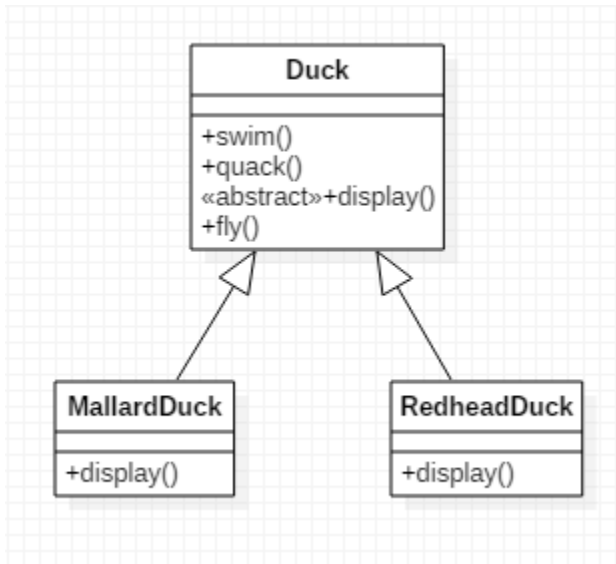 Duck
+swim()
+quack()
«abstract»+display()
+fly()
MallardDuck
+display()
RedheadDuck
+display()